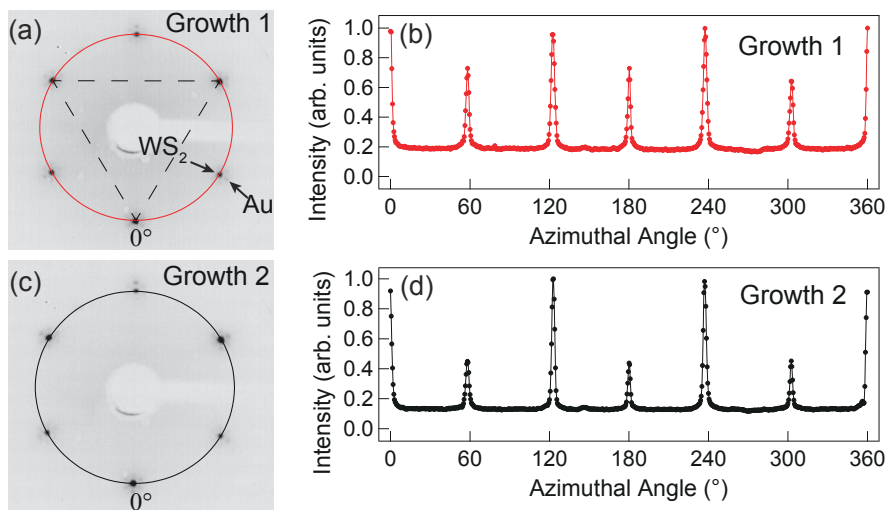 (a) Growth 1
WS2
Au
0°
(b)
Growth 1
Intensity (arb. units)
1.0
0.8
0.6
0.4
0.2
0.0
0 60 120 180 240 300 360
Azimuthal Angle (°)
(c) Growth 2
0°
(d)
Growth 2
Intensity (arb. units)
1.0
0.8
0.6
0.4
0.2
0.0
0 60 120 180 240 300 360
Azimuthal Angle (°)